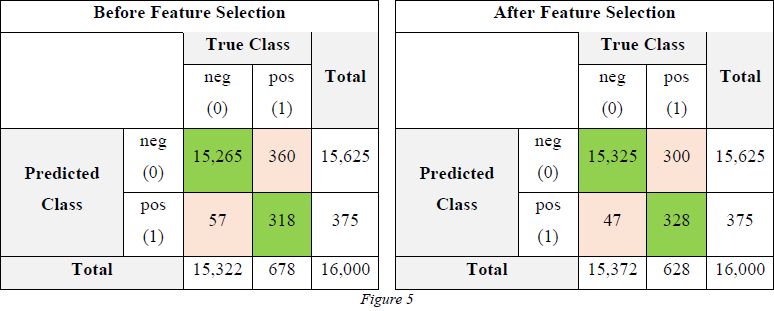 Before Feature Selection
True Class
Total
neg
(0)
pos
(1)
Predicted
Class
neg
(0)
15,265
360
15,625
pos
(1)
57
318
375
Total
15,322
678
16,000
After Feature Selection
True Class
Total
neg
(0)
pos
(1)
Predicted
Class
neg
(0)
15,325
300
15,625
pos
(1)
47
328
375
Total
15,372
628
16,000
Figure 5